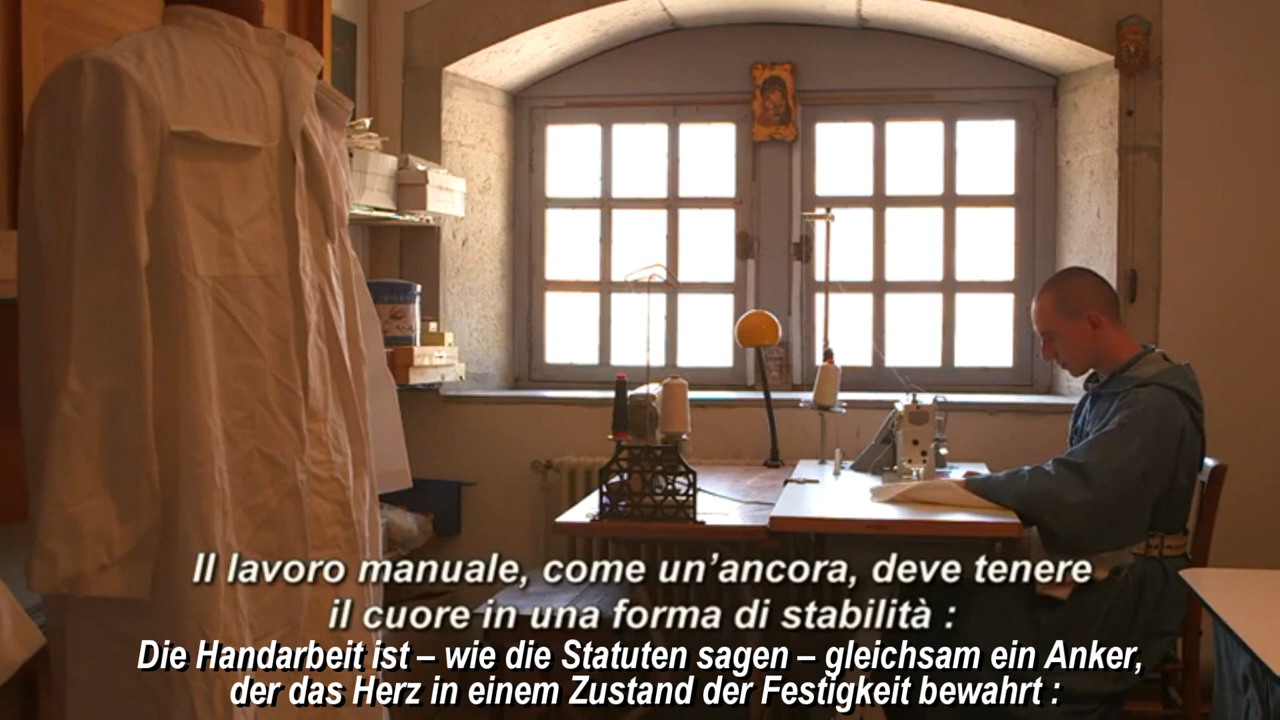 Il lavoro manuale, come un'ancora, deve tenere
il cuore in una forma di stabilità :
Die Handarbeit ist – wie die Statuten sagen – gleichsam ein Anker,
der das Herz in einem Zustand der Festigkeit bewahrt :